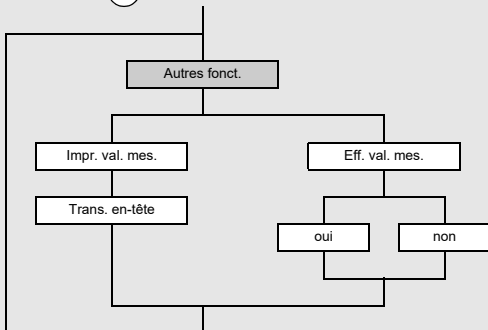 Autres fonct.
Impr. val. mes.
Eff. val. mes.
Trans. en-tête
oui
non